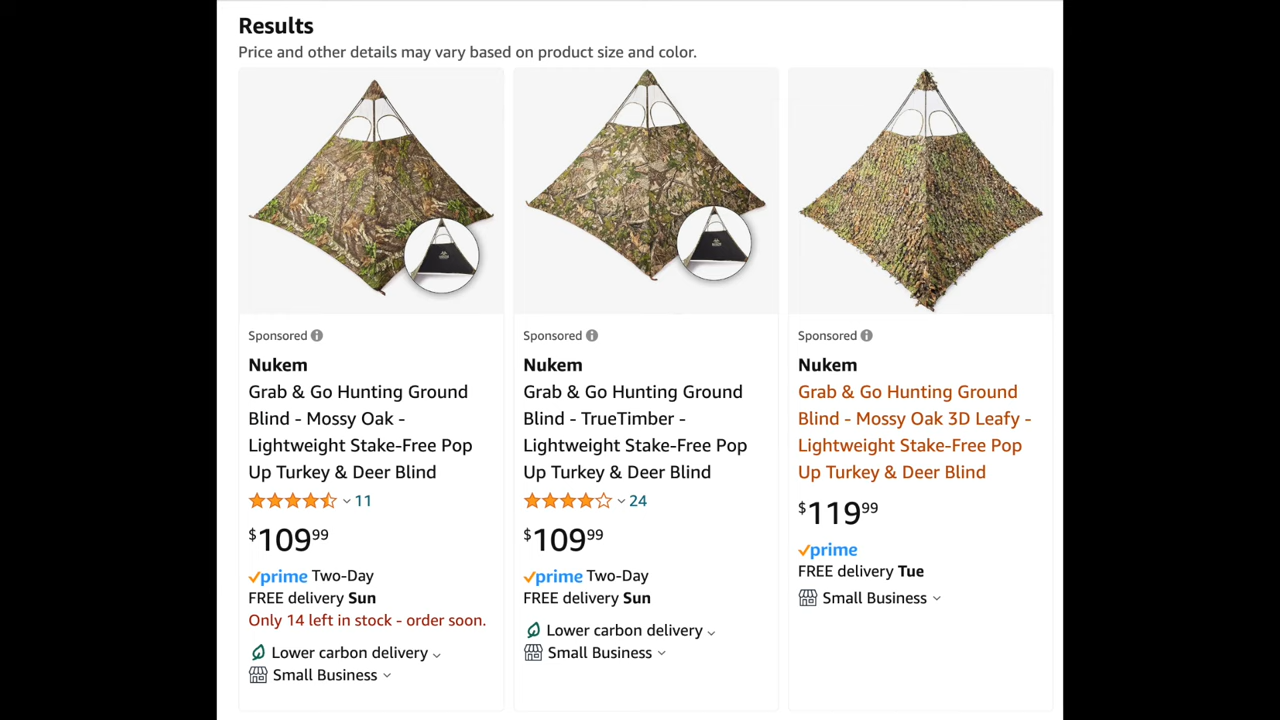 Results
Price and other details may vary based on product size and color.
Sponsored
Nukem
Grab & Go Hunting Ground
Blind - Mossy Oak -
Lightweight Stake-Free Pop
Up Turkey & Deer Blind
11
$109.99
prime Two-Day
FREE delivery Sun
Only 14 left in stock - order soon.
Lower carbon delivery
Small Business
Sponsored
Nukem
Grab & Go Hunting Ground
Blind - TrueTimber -
Lightweight Stake-Free Pop
Up Turkey & Deer Blind
24
$109.99
prime Two-Day
FREE delivery Sun
Lower carbon delivery
Small Business
Sponsored
Nukem
Grab & Go Hunting Ground
Blind - Mossy Oak 3D Leafy -
Lightweight Stake-Free Pop
Up Turkey & Deer Blind
$119.99
prime
FREE delivery Tue
Small Business